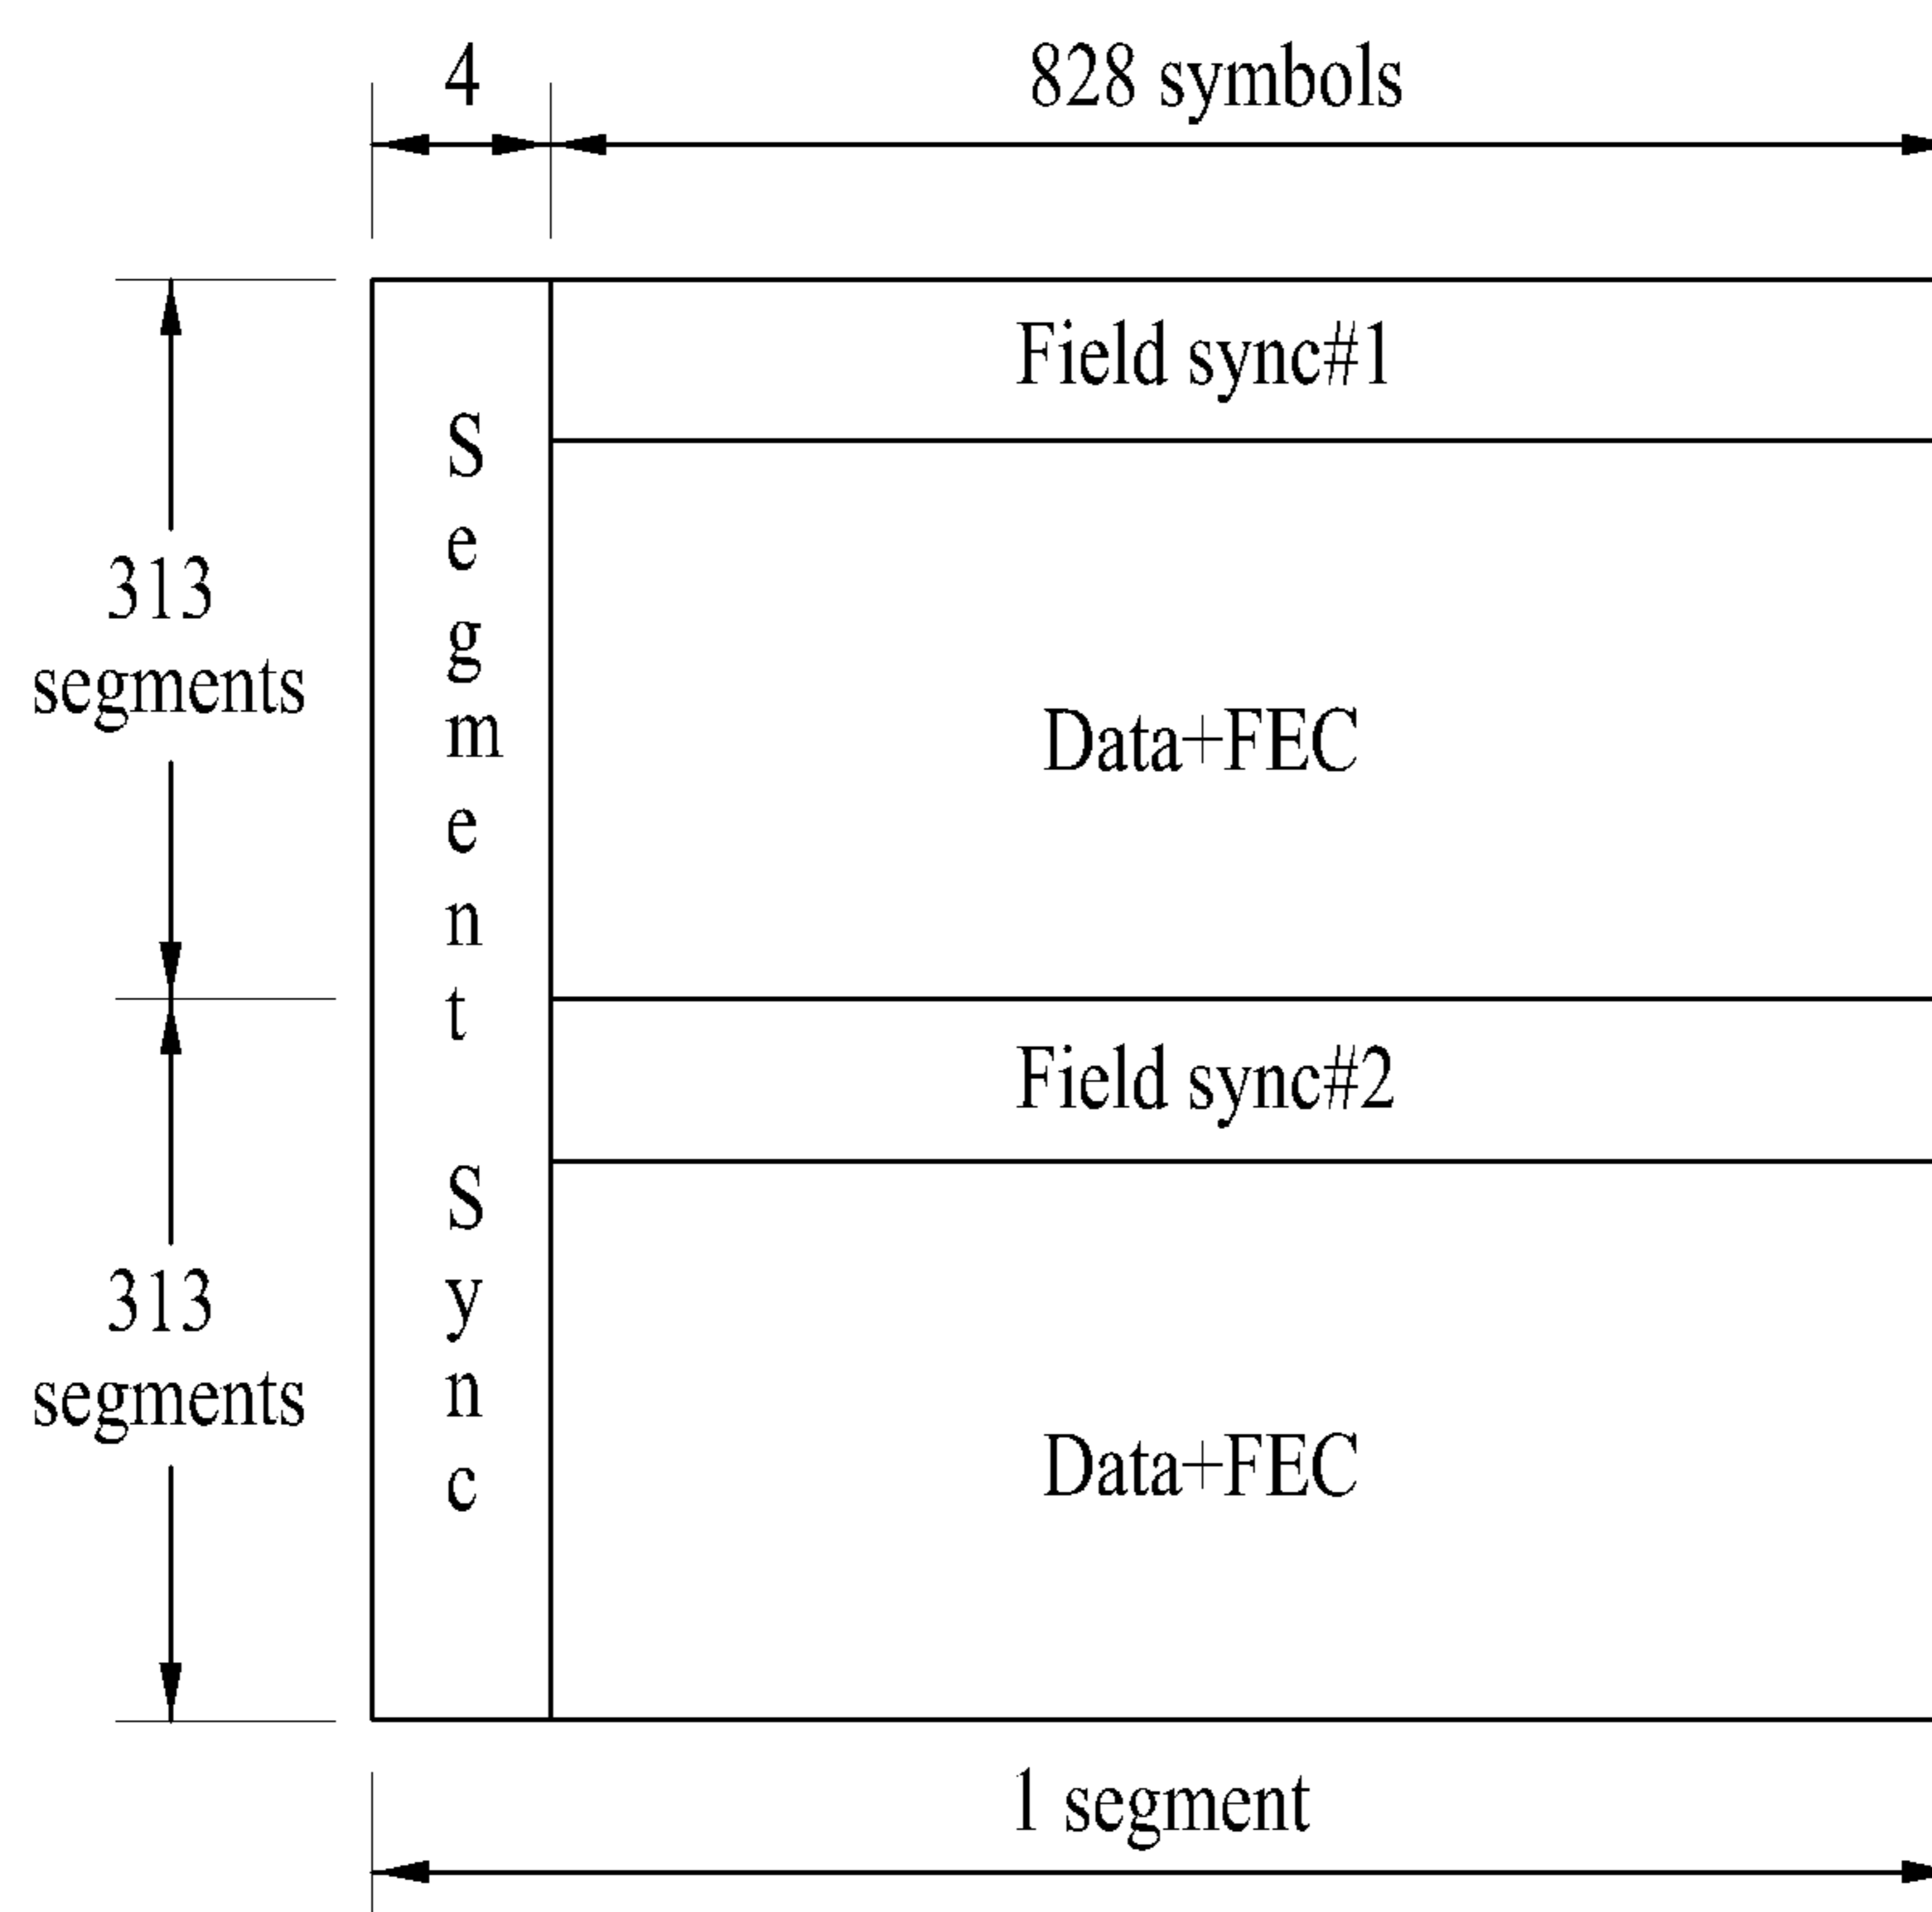 4
828 symbols
Field sync#1
313
segments
Data+FEC
Segment Sync
Field sync#2
313
segments
Data+FEC
1 segment